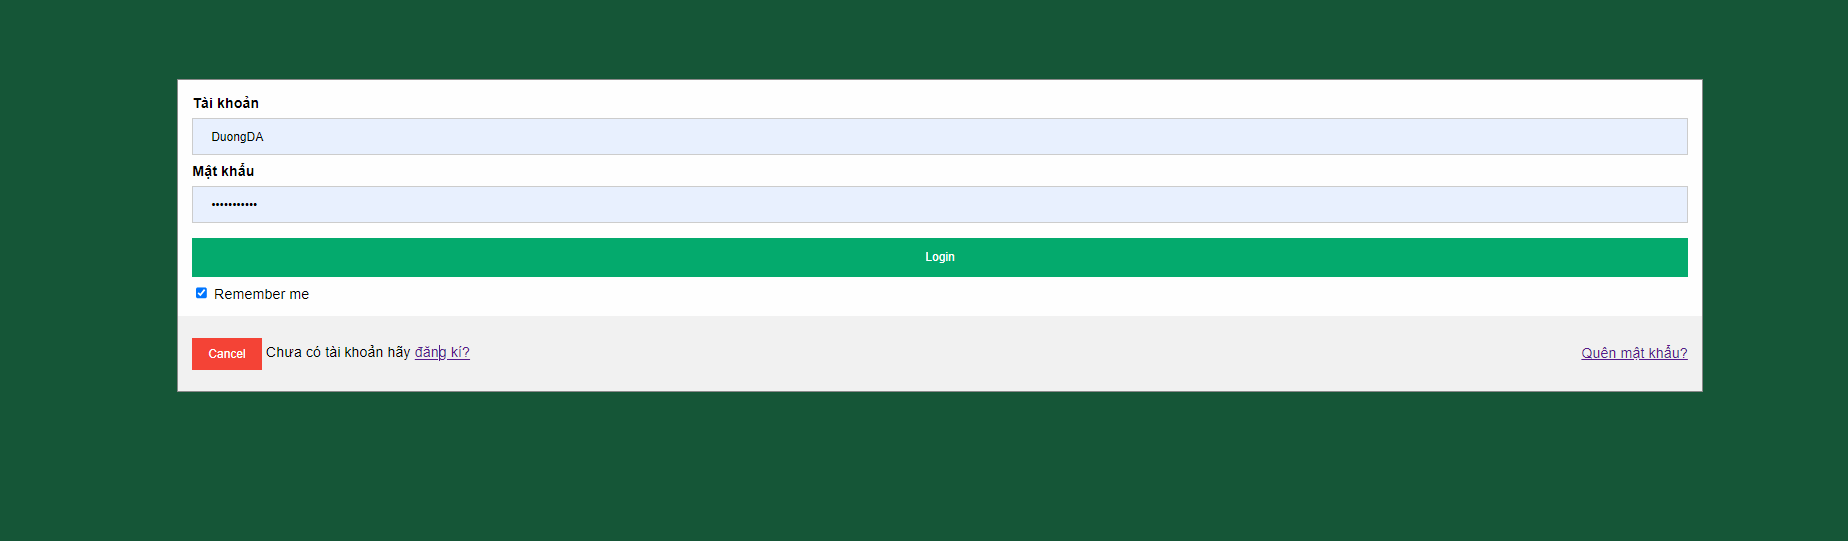 Tài khoản
DuongDA
Mật khẩu
•••••••••••
Login
Remember me
Cancel Chưa có tài khoản hãy đăng kí? Quên mật khẩu?